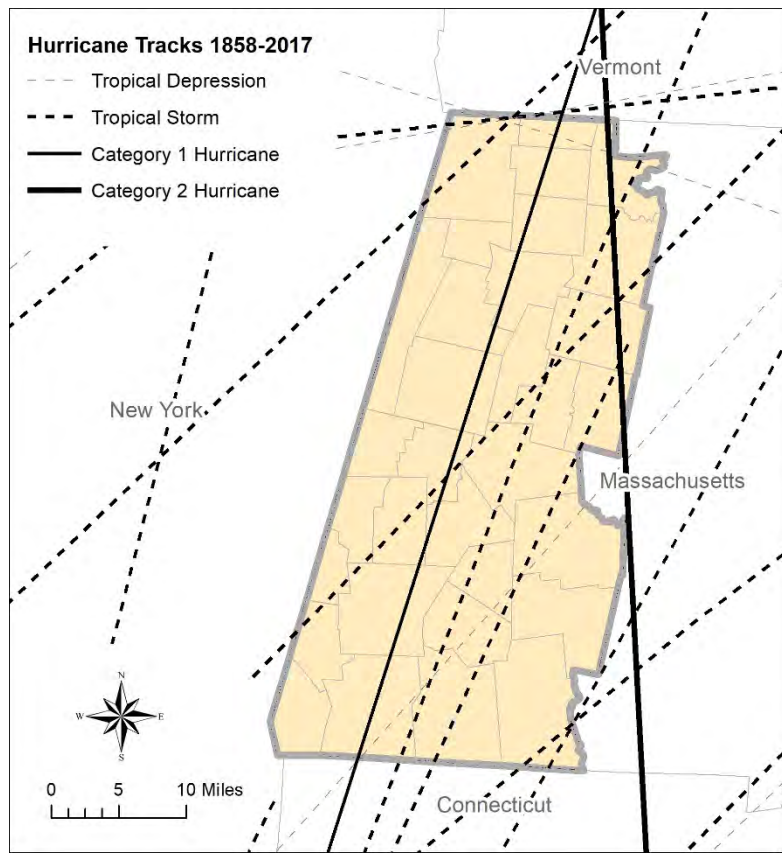 Hurricane Tracks 1858-2017
Tropical Depression
Tropical Storm
Category 1 Hurricane
Category 2 Hurricane
Vermont
New York
Massachusetts
N
W E
S
0 5 10 Miles
Connecticut